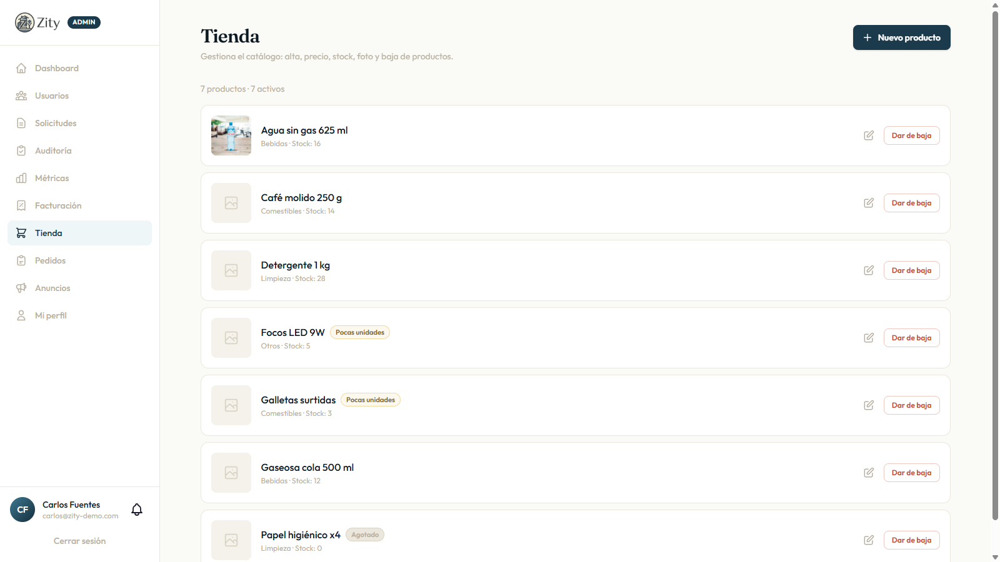 Zity ADMIN
Dashboard
Usuarios
Solicitudes
Auditoría
Métricas
Facturación
Tienda
Pedidos
Anuncios
Mi perfil
CF
Carlos Fuentes
carlos@zity-demo.com
Cerrar sesión
Tienda
Gestiona el catálogo: alta, precio, stock, foto y baja de productos.
+ Nuevo producto
7 productos · 7 activos
Agua sin gas 625 ml
Bebidas · Stock: 16
Dar de baja
Café molido 250 g
Comestibles · Stock: 14
Dar de baja
Detergente 1 kg
Limpieza · Stock: 28
Dar de baja
Focos LED 9W Pocas unidades
Otros · Stock: 5
Dar de baja
Galletas surtidas Pocas unidades
Comestibles · Stock: 3
Dar de baja
Gaseosa cola 500 ml
Bebidas · Stock: 12
Dar de baja
Papel higiénico x4 Agotado
Limpieza · Stock: 0
Dar de baja